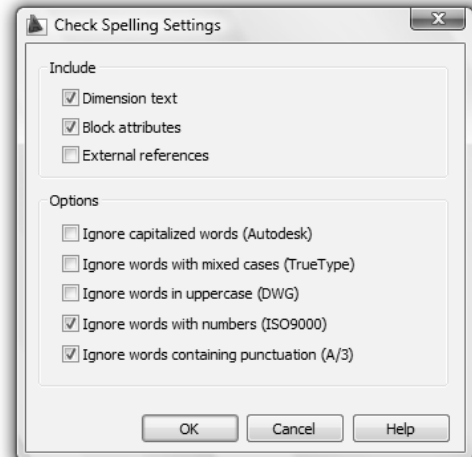 Check Spelling Settings
Include
Dimension text
Block attributes
External references
Options
Ignore capitalized words (Autodesk)
Ignore words with mixed cases (TrueType)
Ignore words in uppercase (DWG)
Ignore words with numbers (ISO9000)
Ignore words containing punctuation (A/3)
OK Cancel Help